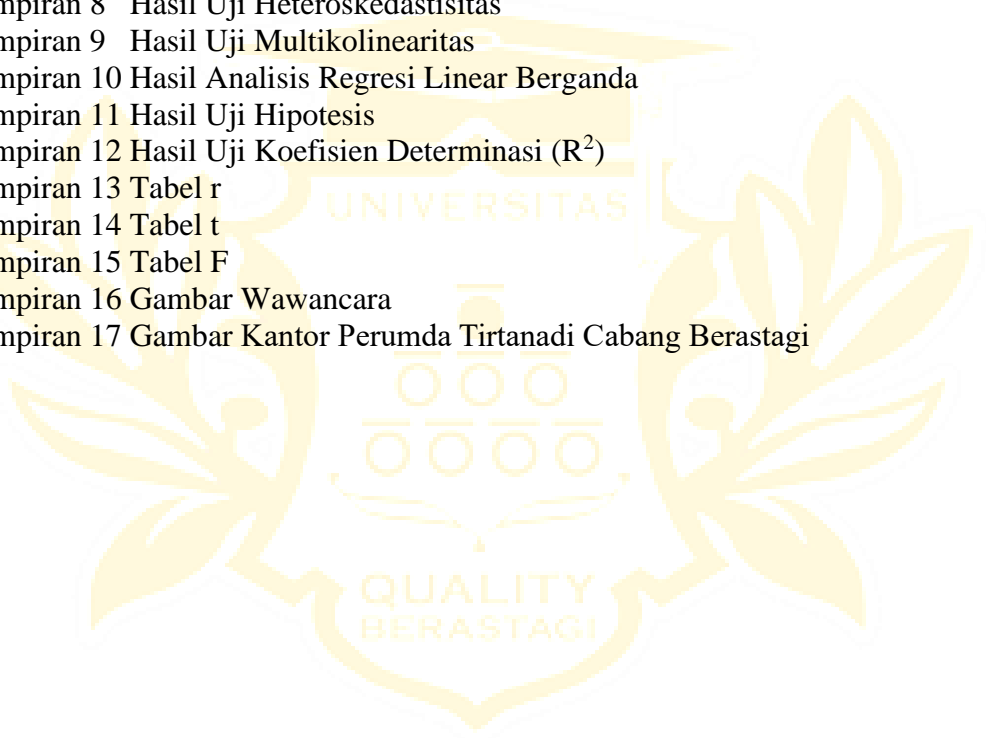 mpiran 8 Hasil Uji Heteroskedastisitas
mpiran 9 Hasil Uji Multikolinearitas
mpiran 10 Hasil Analisis Regresi Linear Berganda
mpiran 11 Hasil Uji Hipotesis
mpiran 12 Hasil Uji Koefisien Determinasi (R²)
mpiran 13 Tabel r
mpiran 14 Tabel t
mpiran 15 Tabel F
mpiran 16 Gambar Wawancara
mpiran 17 Gambar Kantor Perumda Tirtanadi Cabang Berastagi
UNIVERSITAS
QUALITY
BERASTAGI